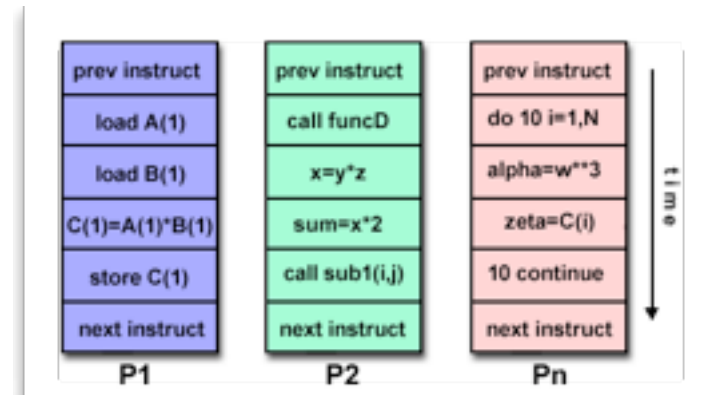 prev instruct
load A(1)
load B(1)
C(1)=A(1)*B(1)
store C(1)
next instruct
P1
prev instruct
call funcD
x=y*z
sum=x*2
call sub1(i,j)
next instruct
P2
prev instruct
do 10 i=1,N
alpha=w**3
zeta=C(i)
10 continue
next instruct
Pn
time